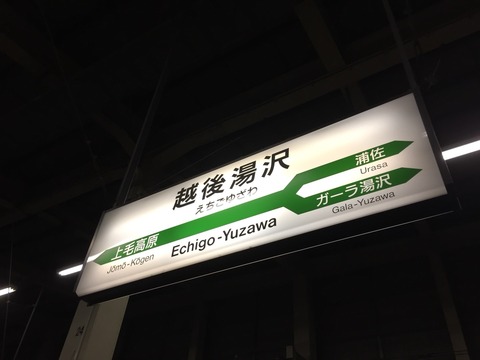 越後湯沢
えちごゆざわ
Echigo-Yuzawa
上毛高原
Jōmō-Kōgen
浦佐
Urasa
ガーラ湯沢
Gala-Yuzawa
24